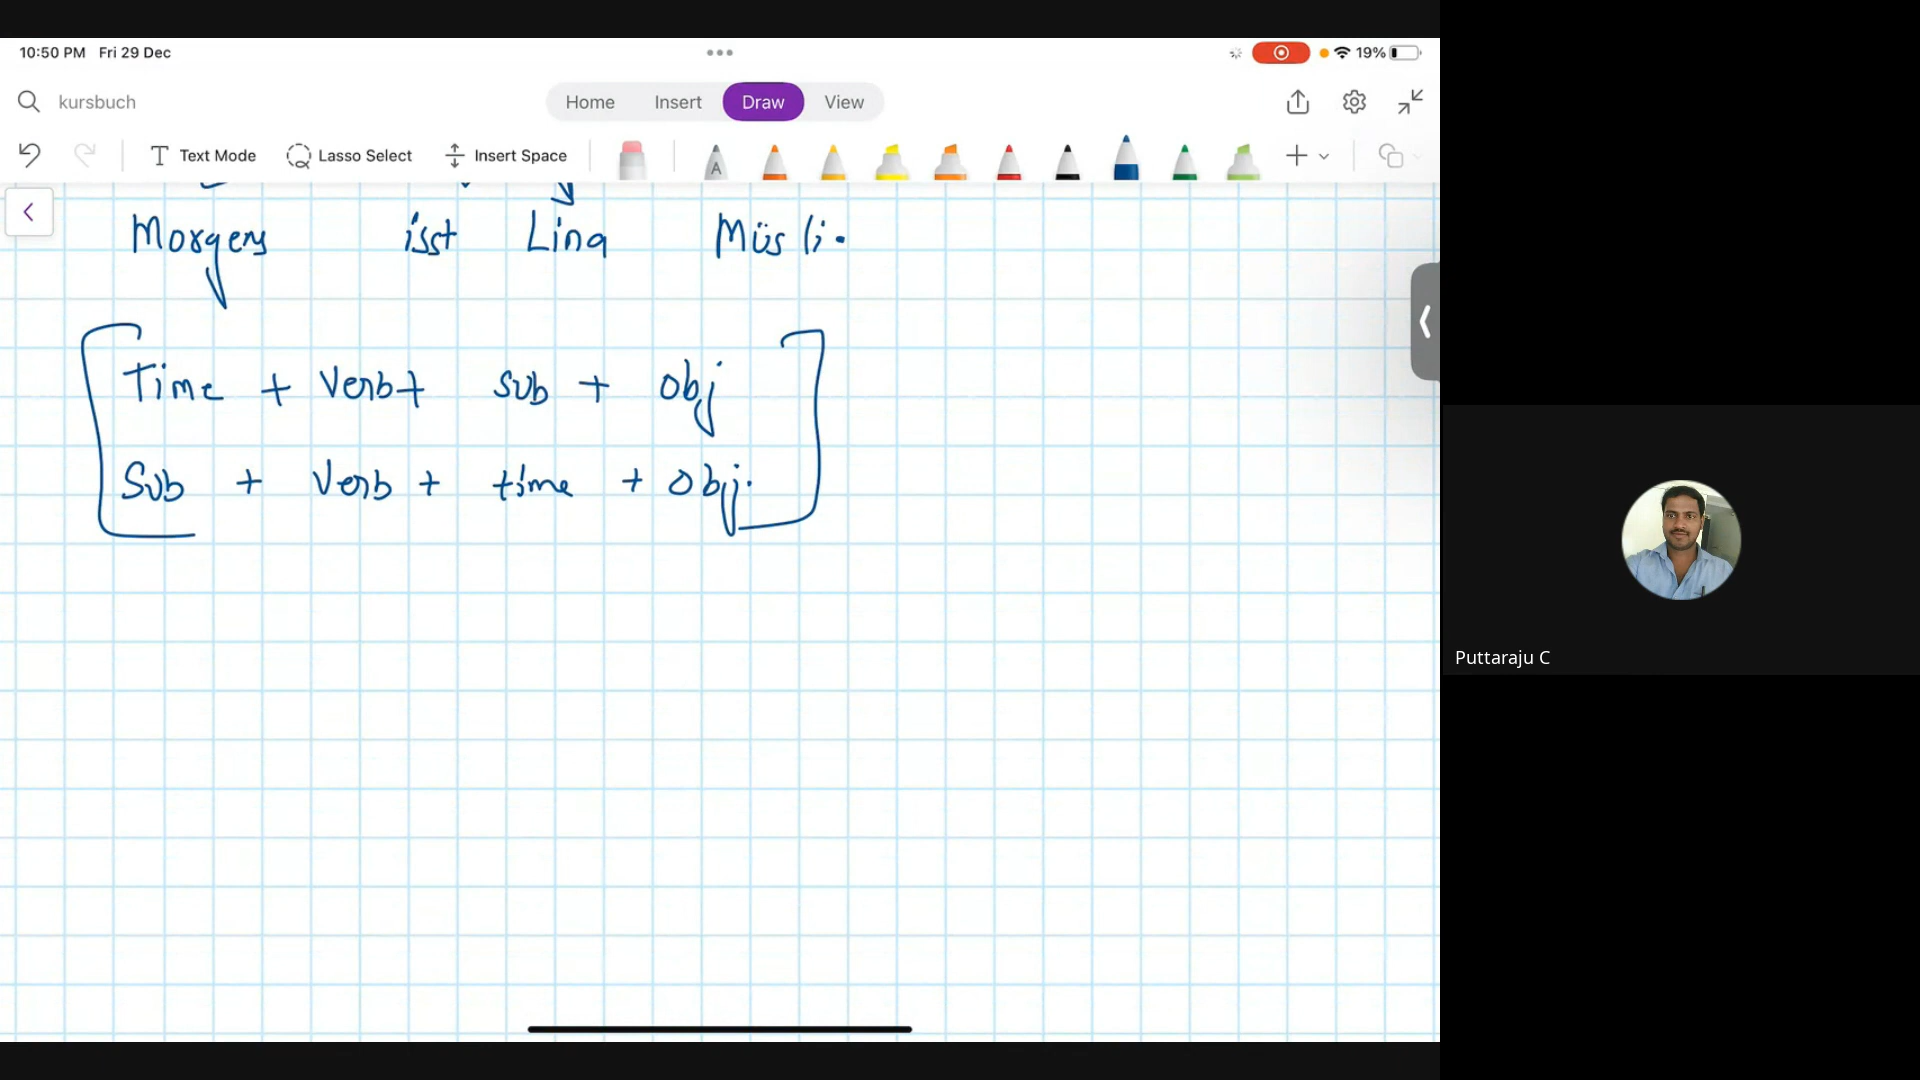 10:50 PM Fri 29 Dec 19%
kursbuch Home Insert Draw View
Text Mode Lasso Select Insert Space A
Morgens isst Lina Müsli.
Time + Verb + Sub + Obj
Sub + Verb + time + Obj.
Puttaraju C